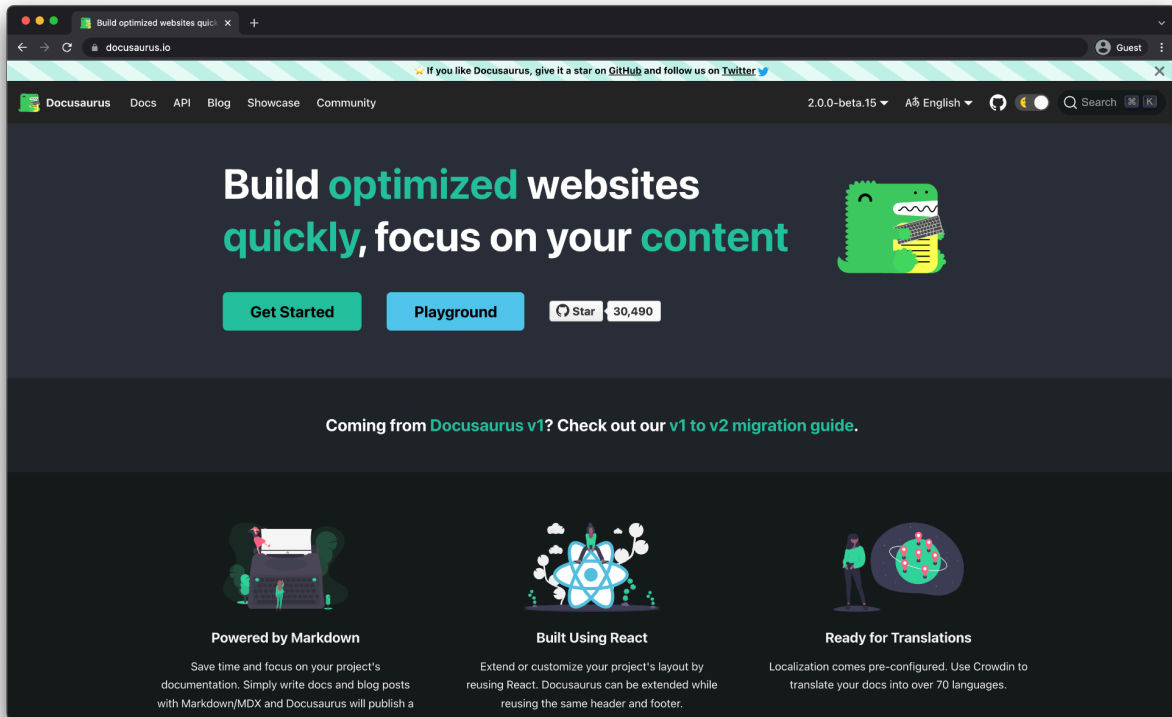 Build optimized websites quick
docusaurus.io
Guest
⭐ If you like Docusaurus, give it a star on GitHub and follow us on Twitter
Docusaurus Docs API Blog Showcase Community 2.0.0-beta.15 English Search ⌘ K
Build optimized websites
quickly, focus on your content
Get Started Playground Star 30,490
Coming from Docusaurus v1? Check out our v1 to v2 migration guide.
Powered by Markdown
Save time and focus on your project's
documentation. Simply write docs and blog posts
with Markdown/MDX and Docusaurus will publish a
Built Using React
Extend or customize your project's layout by
reusing React. Docusaurus can be extended while
reusing the same header and footer.
Ready for Translations
Localization comes pre-configured. Use Crowdin to
translate your docs into over 70 languages.